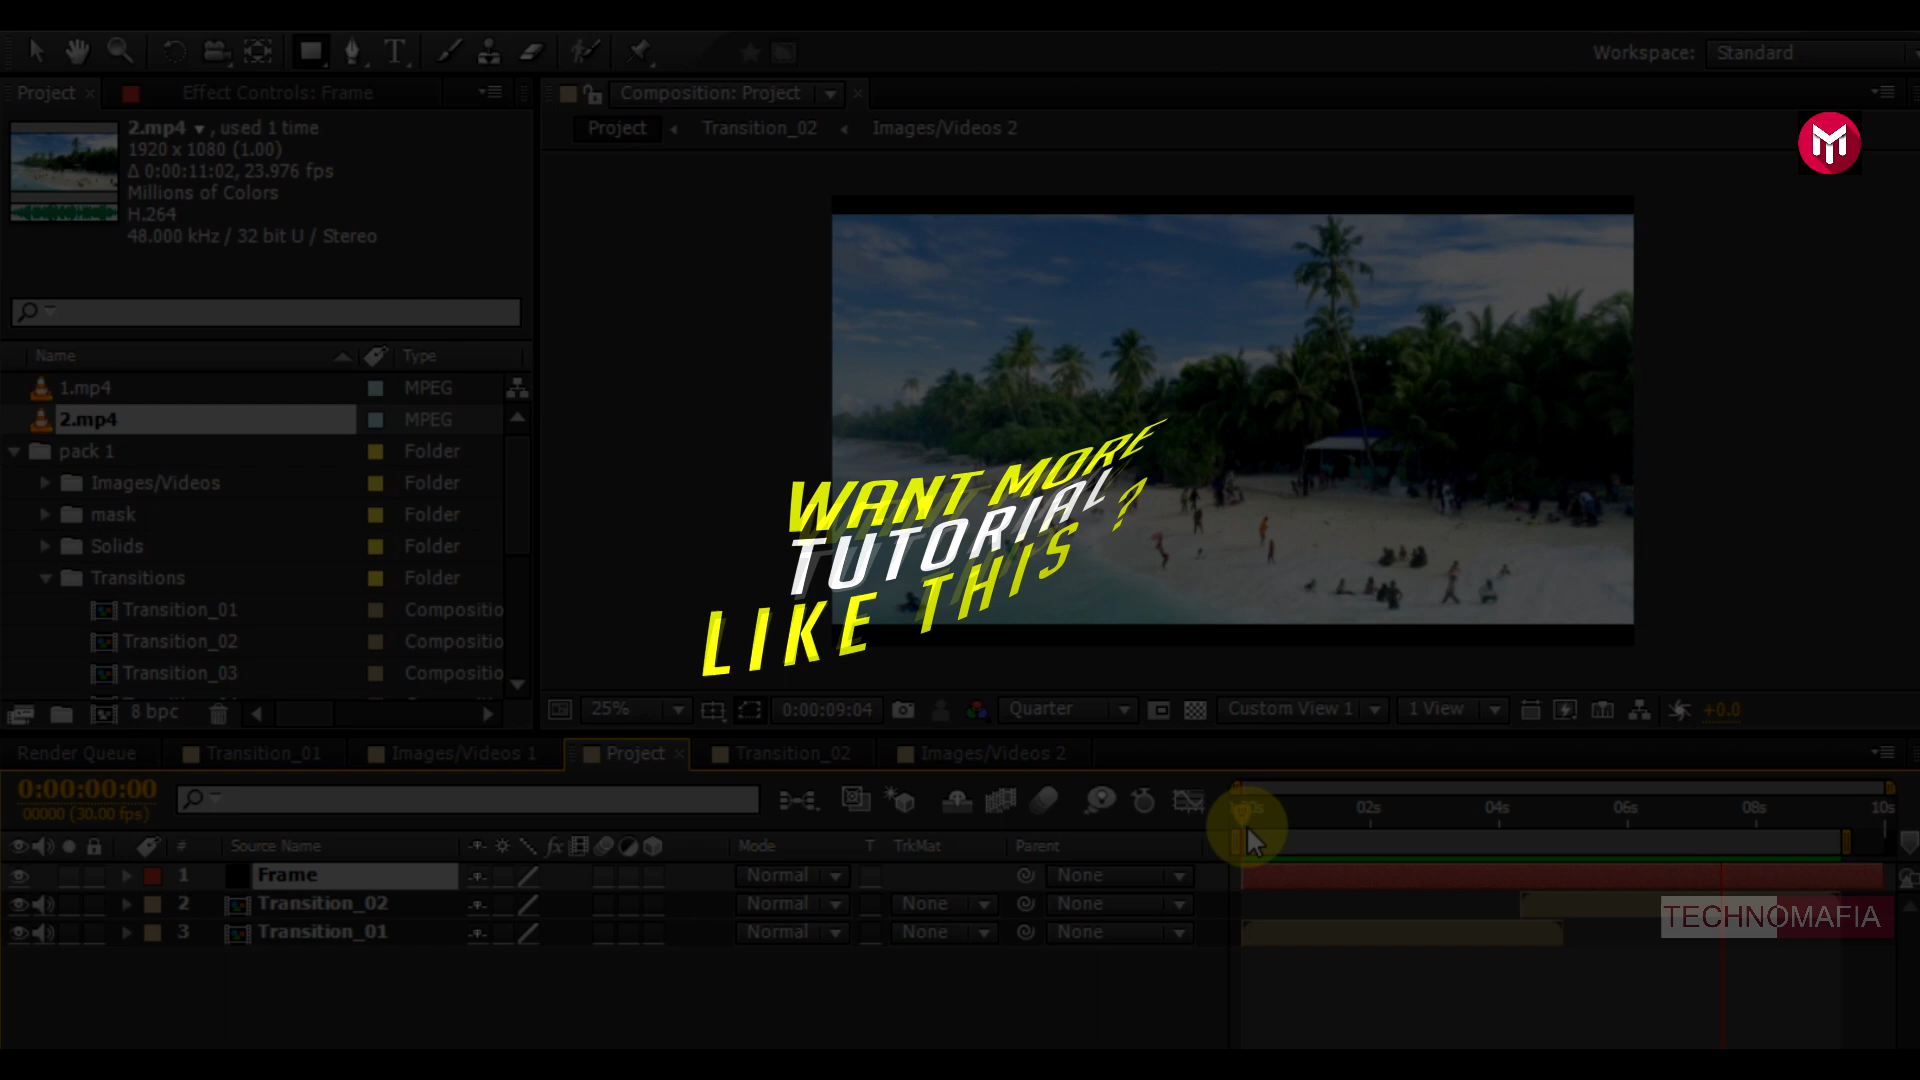 Workspace: Standard
Project
Effect Controls: Frame
Composition: Project
Project
Transition_02
Images/Videos 2
2.mp4 , used 1 time
1920 x 1080 (1.00)
Δ 0:00:11:02, 23.976 fps
Millions of Colors
H.264
48.000 kHz / 32 bit U / Stereo
Name Type
1.mp4 MPEG
2.mp4 MPEG
pack 1 Folder
Images/Videos Folder
mask Folder
Solids Folder
Transitions Folder
Transition_01 Compositio
Transition_02 Compositio
Transition_03 Compositio
8 bpc
WANT MORE
TUTORIAL
LIKE THIS ?
25%
0:00:09:04
Quarter
Custom View 1
1 View
+0.0
Render Queue
Transition_01
Images/Videos 1
Project
Transition_02
Images/Videos 2
0:00:00:00
00000 (30.00 fps)
02s 04s 06s 08s 10s
# Source Name fx Mode T TrkMat Parent
1 Frame Normal None
2 Transition_02 Normal None None
3 Transition_01 Normal None None
TECHNOMAFIA